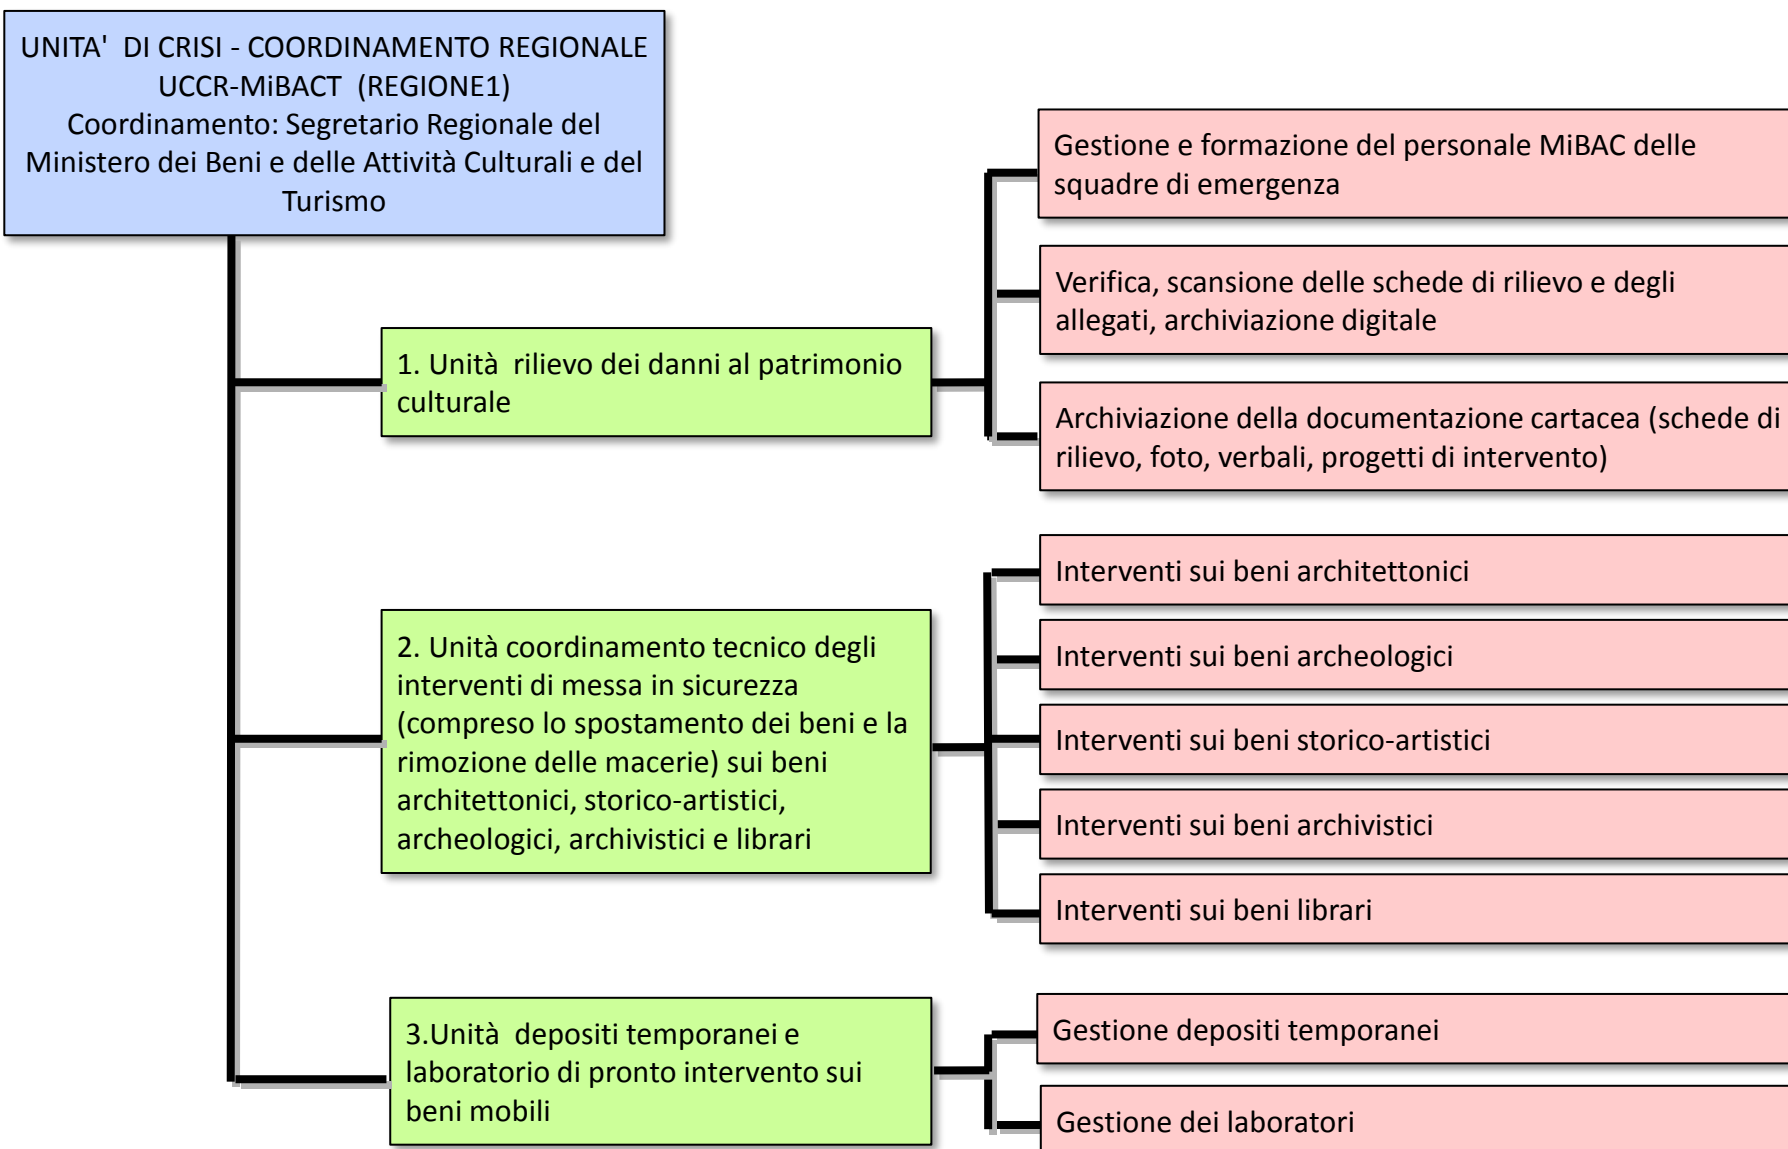 UNITA' DI CRISI - COORDINAMENTO REGIONALE
UCCR-MiBACT (REGIONE1)
Coordinamento: Segretario Regionale del
Ministero dei Beni e delle Attività Culturali e del
Turismo
1. Unità rilievo dei danni al patrimonio
culturale
Gestione e formazione del personale MiBAC delle
squadre di emergenza
Verifica, scansione delle schede di rilievo e degli
allegati, archiviazione digitale
Archiviazione della documentazione cartacea (schede di
rilievo, foto, verbali, progetti di intervento)
2. Unità coordinamento tecnico degli
interventi di messa in sicurezza
(compreso lo spostamento dei beni e la
rimozione delle macerie) sui beni
architettonici, storico-artistici,
archeologici, archivistici e librari
Interventi sui beni architettonici
Interventi sui beni archeologici
Interventi sui beni storico-artistici
Interventi sui beni archivistici
Interventi sui beni librari
3.Unità depositi temporanei e
laboratorio di pronto intervento sui
beni mobili
Gestione depositi temporanei
Gestione dei laboratori